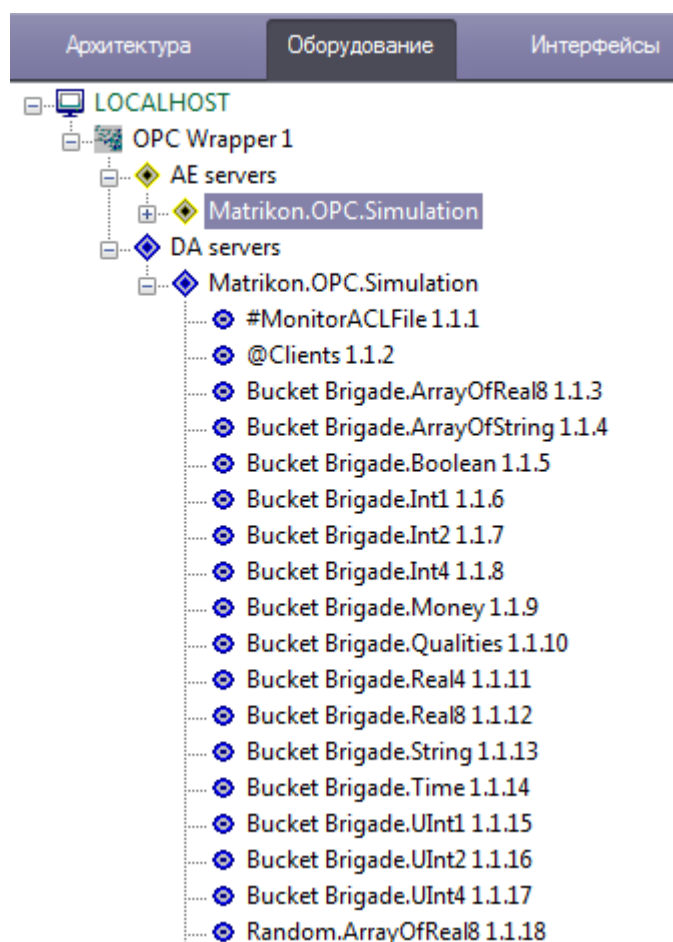 Архитектура Оборудование Интерфейсы
LOCALHOST
OPC Wrapper 1
AE servers
Matrikon.OPC.Simulation
DA servers
Matrikon.OPC.Simulation
#MonitorACLFile 1.1.1
@Clients 1.1.2
Bucket Brigade.ArrayOfReal8 1.1.3
Bucket Brigade.ArrayOfString 1.1.4
Bucket Brigade.Boolean 1.1.5
Bucket Brigade.Int1 1.1.6
Bucket Brigade.Int2 1.1.7
Bucket Brigade.Int4 1.1.8
Bucket Brigade.Money 1.1.9
Bucket Brigade.Qualities 1.1.10
Bucket Brigade.Real4 1.1.11
Bucket Brigade.Real8 1.1.12
Bucket Brigade.String 1.1.13
Bucket Brigade.Time 1.1.14
Bucket Brigade.UInt1 1.1.15
Bucket Brigade.UInt2 1.1.16
Bucket Brigade.UInt4 1.1.17
Random.ArrayOfReal8 1.1.18